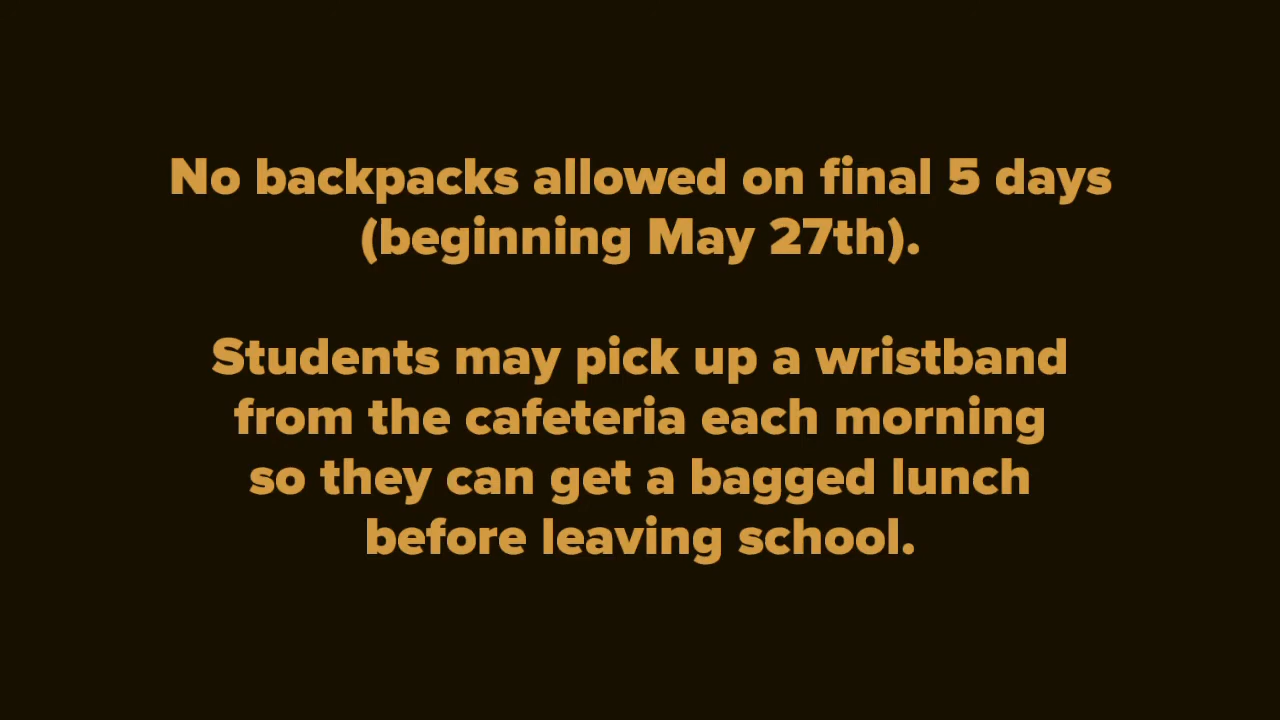 No backpacks allowed on final 5 days
(beginning May 27th).
Students may pick up a wristband
from the cafeteria each morning
so they can get a bagged lunch
before leaving school.